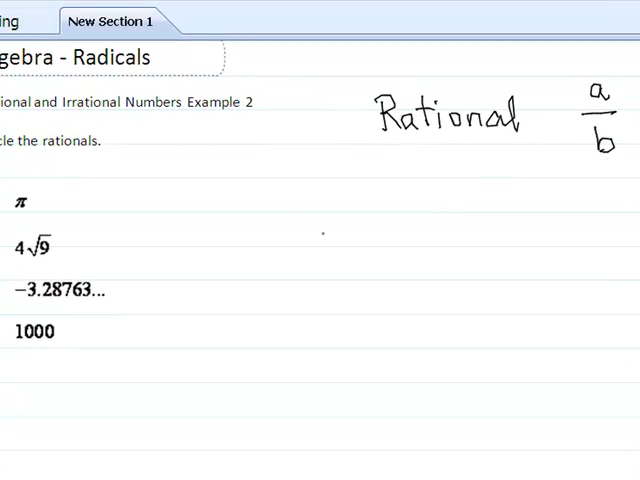 ing
New Section 1
gebra - Radicals
ional and Irrational Numbers Example 2
Rational a/b
cle the rationals.
π
4√9
−3.28763...
1000